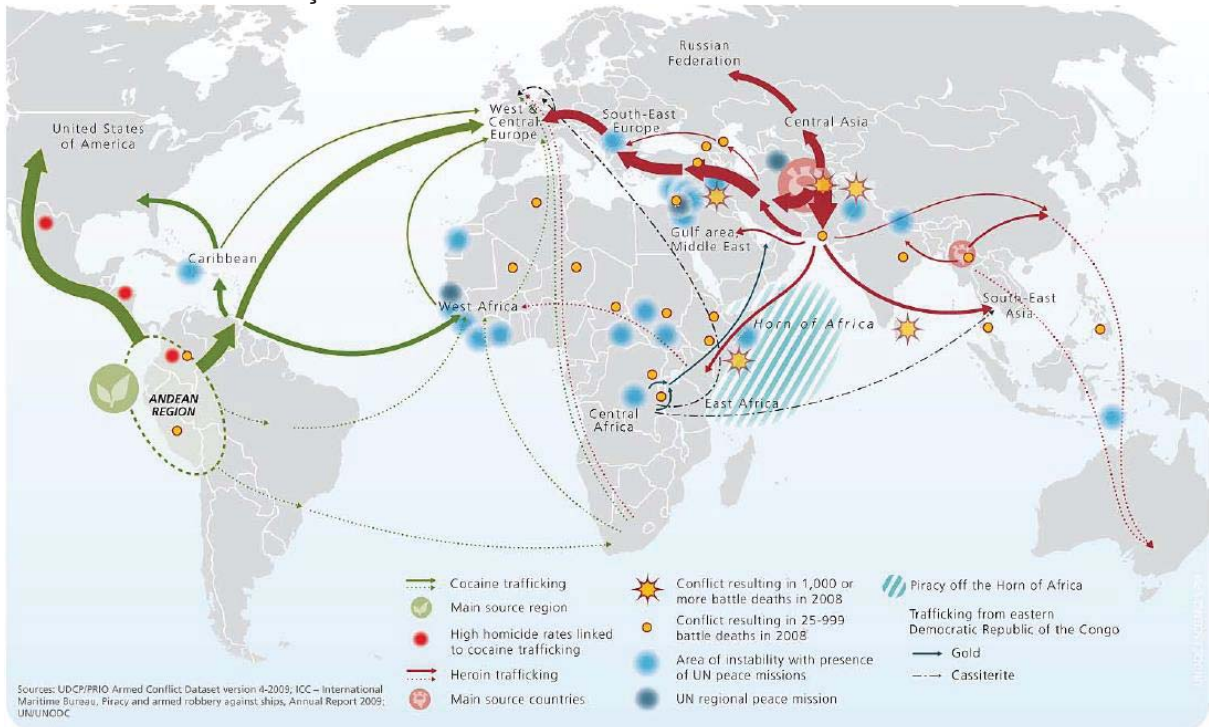 Russian
Federation
West &
Central
Europe
South-East
Europe
Central Asia
United States
of America
Gulf area,
Middle East
Caribbean
West Africa
South-East
Asia
Horn of Africa
ANDEAN
REGION
East Africa
Central
Africa
Cocaine trafficking
Main source region
High homicide rates linked
to cocaine trafficking
Heroin trafficking
Main source countries
Conflict resulting in 1,000 or
more battle deaths in 2008
Conflict resulting in 25-999
battle deaths in 2008
Area of instability with presence
of UN peace missions
UN regional peace mission
Piracy off the Horn of Africa
Trafficking from eastern
Democratic Republic of the Congo
Gold
Cassiterite
Sources: UDCP/PRIO Armed Conflict Dataset version 4-2009; ICC – International
Maritime Bureau, Piracy and armed robbery against ships, Annual Report 2009;
UN/UNODC